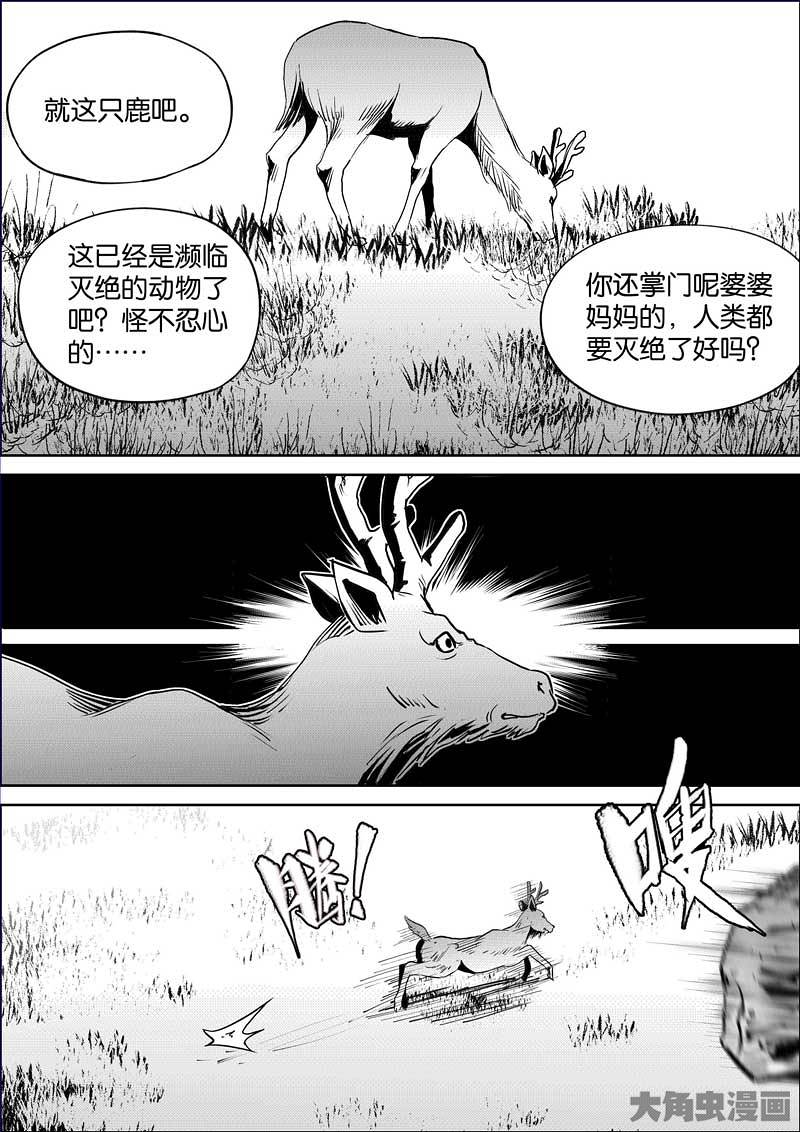 就这只鹿吧。
这已经是濒临
灭绝的动物了
吧？怪不忍心
的……
你还掌门呢婆婆
妈妈的，人类都
要灭绝了好吗？
腾！
嗖
大角虫漫画